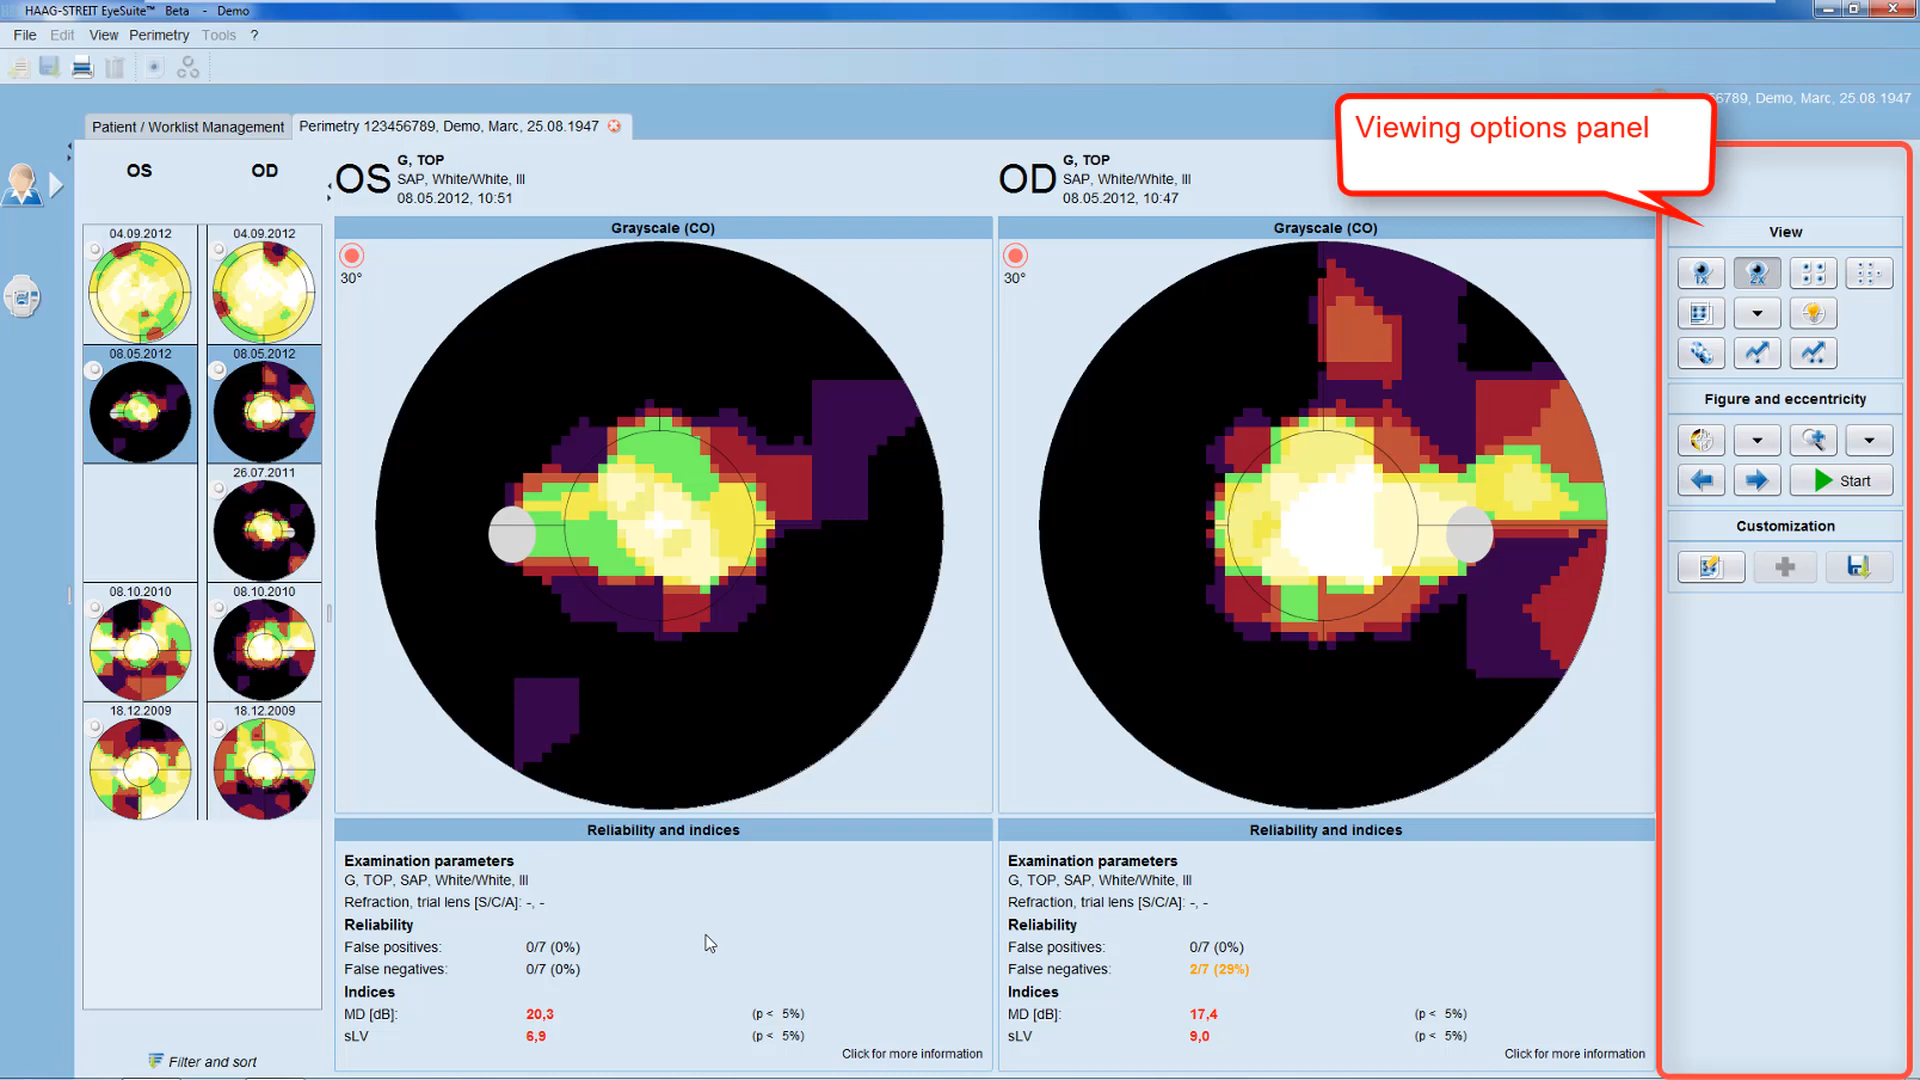 HAAG-STREIT EyeSuite™ Beta - Demo
File Edit View Perimetry Tools ?
56789, Demo, Marc, 25.08.1947
Viewing options panel
Patient / Worklist Management
Perimetry 123456789, Demo, Marc, 25.08.1947
OS OD
04.09.2012 04.09.2012
08.05.2012 08.05.2012
26.07.2011
08.10.2010 08.10.2010
18.12.2009 18.12.2009
Filter and sort
OS
G, TOP
SAP, White/White, III
08.05.2012, 10:51
Grayscale (CO)
30°
Reliability and indices
Examination parameters
G, TOP, SAP, White/White, III
Refraction, trial lens [S/C/A]: -, -
Reliability
False positives: 0/7 (0%)
False negatives: 0/7 (0%)
Indices
MD [dB]: 20,3 (p < 5%)
sLV 6,9 (p < 5%)
Click for more information
OD
G, TOP
SAP, White/White, III
08.05.2012, 10:47
Grayscale (CO)
30°
Reliability and indices
Examination parameters
G, TOP, SAP, White/White, III
Refraction, trial lens [S/C/A]: -, -
Reliability
False positives: 0/7 (0%)
False negatives: 2/7 (29%)
Indices
MD [dB]: 17,4 (p < 5%)
sLV 9,0 (p < 5%)
Click for more information
View
1x 2x
Figure and eccentricity
Start
Customization